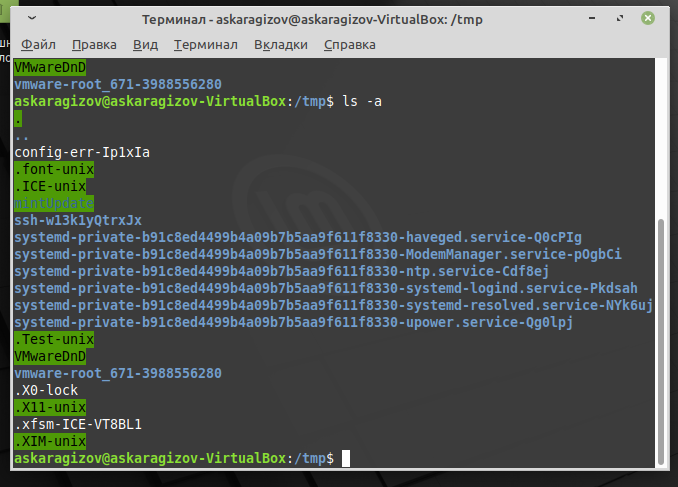 Терминал - askaragizov@askaragizov-VirtualBox: /tmp
Файл Правка Вид Терминал Вкладки Справка
VMwareDnD
vmware-root_671-3988556280
askaragizov@askaragizov-VirtualBox:/tmp$ ls -a
.
..
config-err-Ip1xIa
.font-unix
.ICE-unix
mintUpdate
ssh-w13k1yQtrxJx
systemd-private-b91c8ed4499b4a09b7b5aa9f611f8330-haveged.service-Q0cPIg
systemd-private-b91c8ed4499b4a09b7b5aa9f611f8330-ModemManager.service-pOgbCi
systemd-private-b91c8ed4499b4a09b7b5aa9f611f8330-ntp.service-Cdf8ej
systemd-private-b91c8ed4499b4a09b7b5aa9f611f8330-systemd-logind.service-Pkdsah
systemd-private-b91c8ed4499b4a09b7b5aa9f611f8330-systemd-resolved.service-NYk6uj
systemd-private-b91c8ed4499b4a09b7b5aa9f611f8330-upower.service-Qg0lpj
.Test-unix
VMwareDnD
vmware-root_671-3988556280
.X0-lock
.X11-unix
.xfsm-ICE-VT8BL1
.XIM-unix
askaragizov@askaragizov-VirtualBox:/tmp$